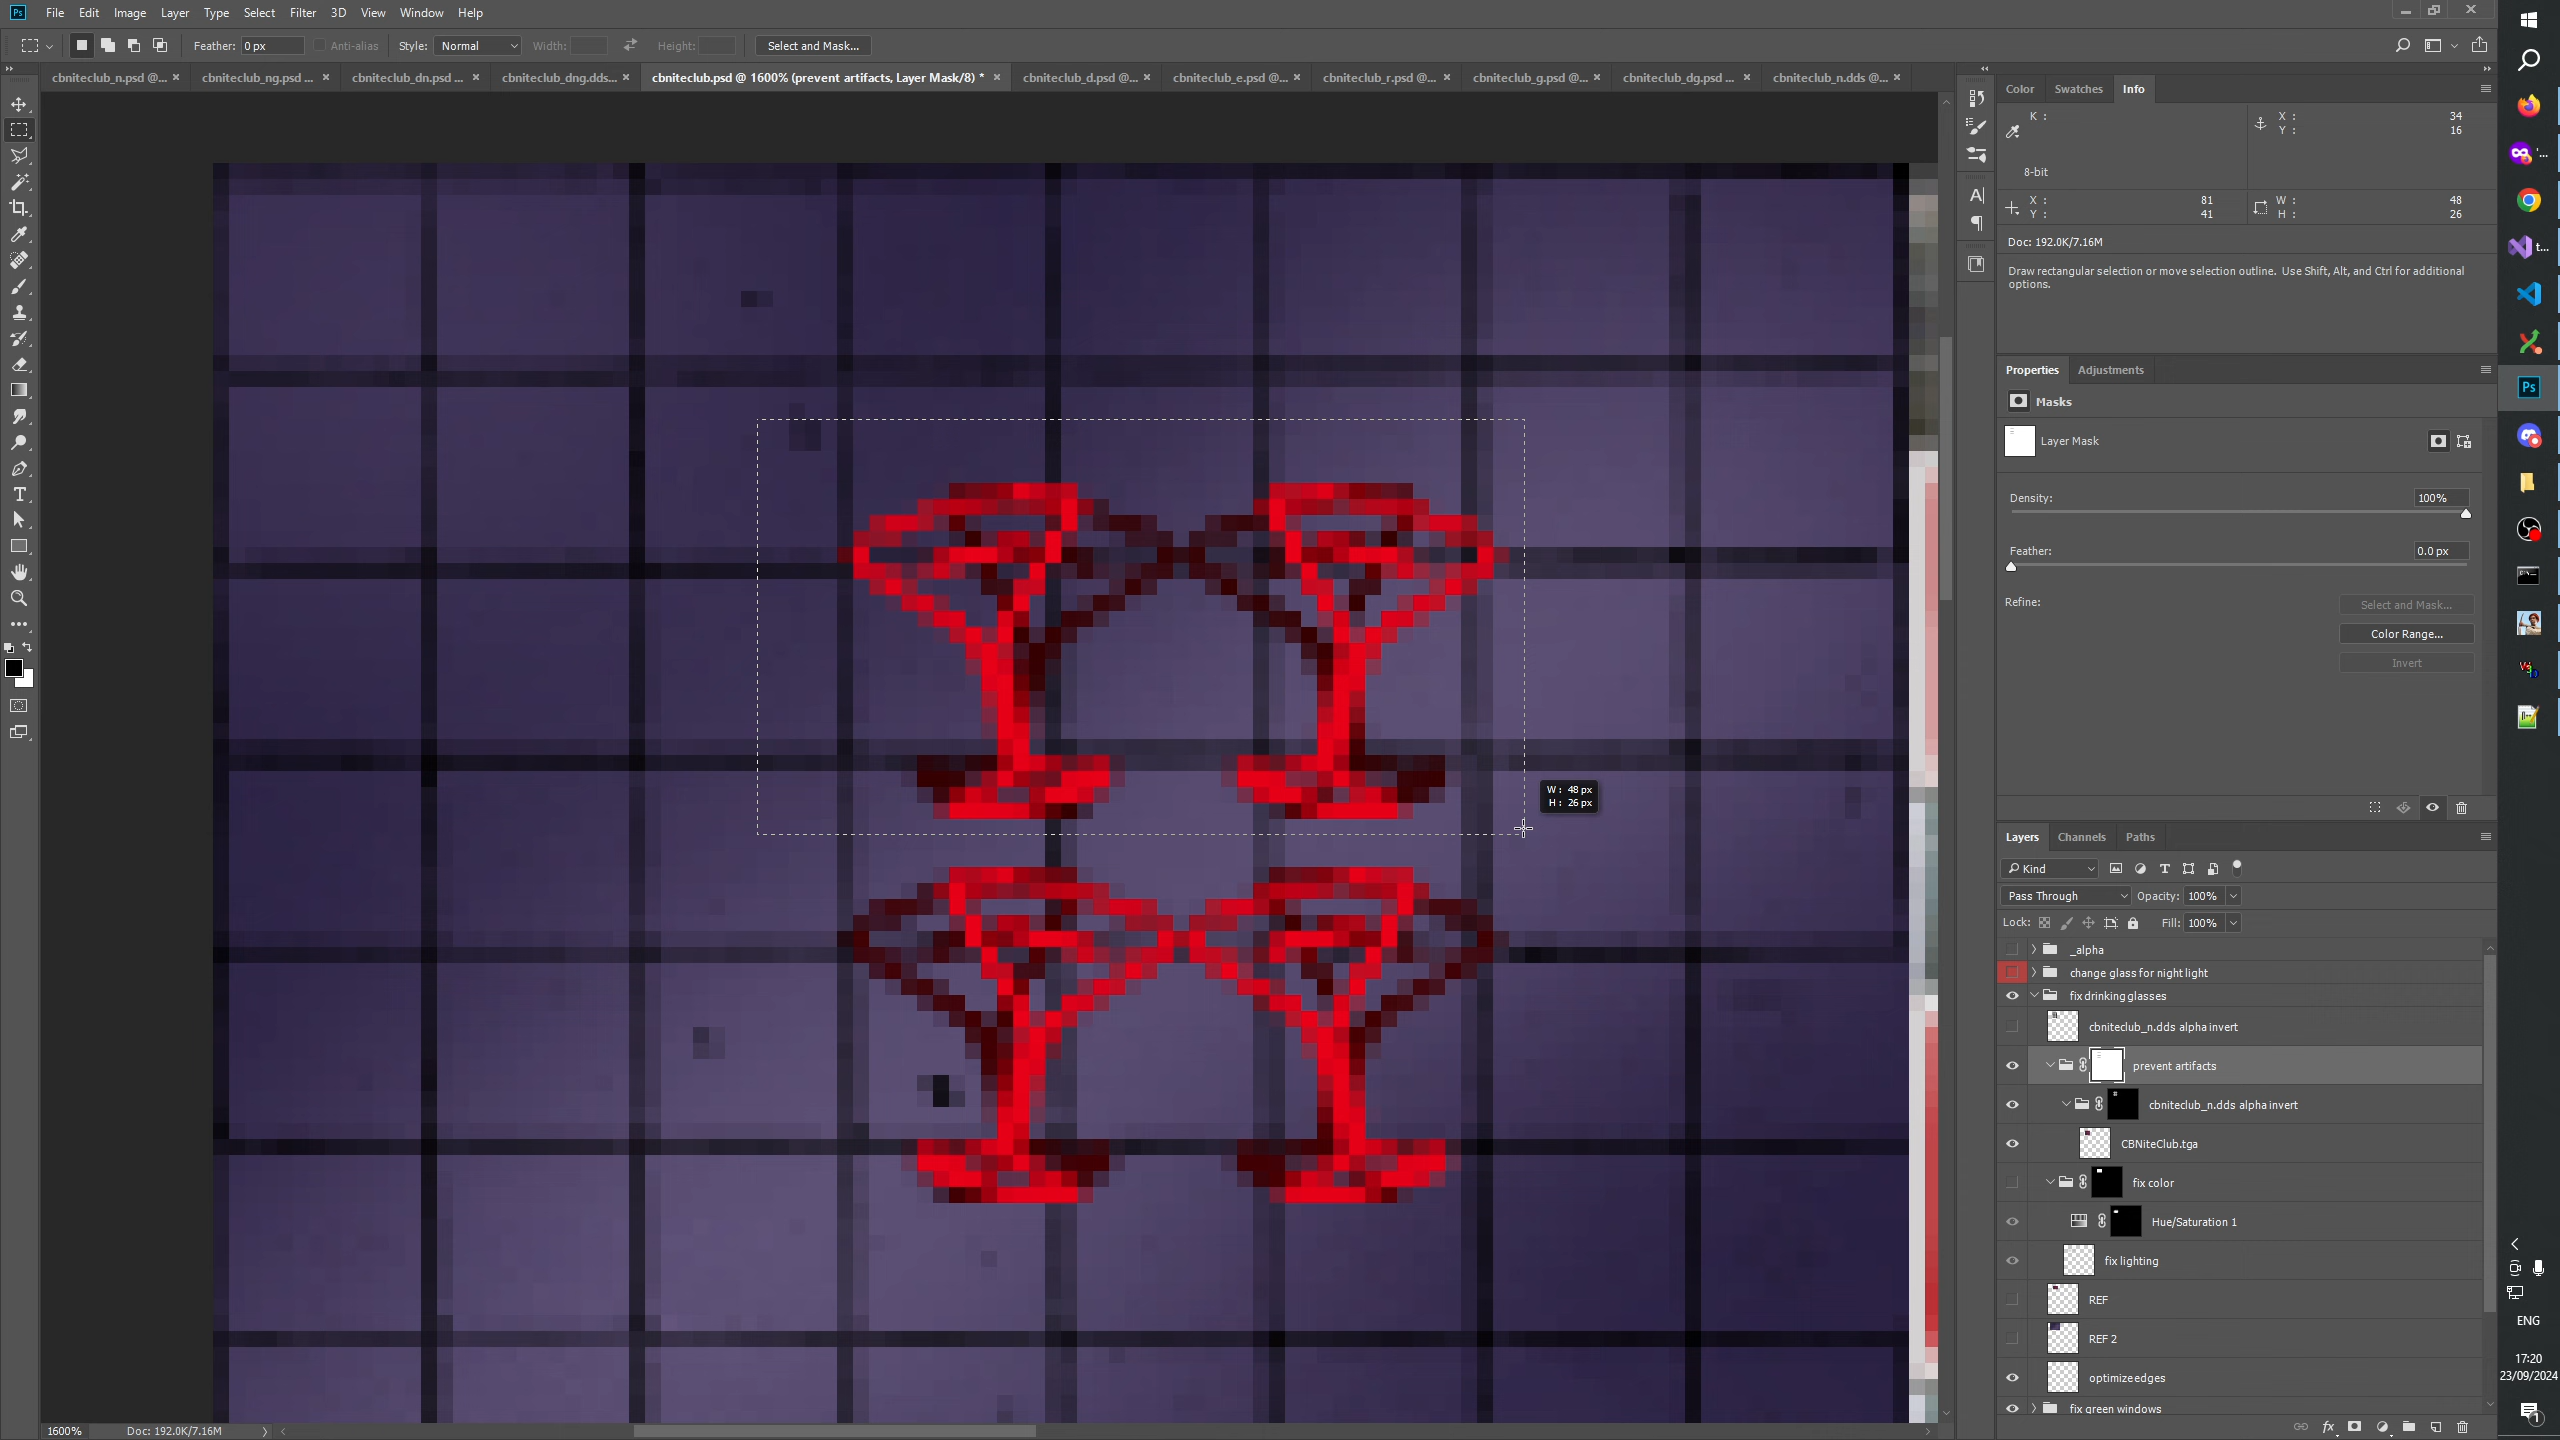 Ps File Edit Image Layer Type Select Filter 3D View Window Help
Feather: 0 px Anti-alias Style: Normal Width: Height: Select and Mask...
cbniteclub_n.psd @... × cbniteclub_ng.psd ... × cbniteclub_dn.psd ... × cbniteclub_dng.dds... × cbniteclub.psd @ 1600% (prevent artifacts, Layer Mask/8) * × cbniteclub_d.psd @... × cbniteclub_e.psd @... × cbniteclub_r.psd @... × cbniteclub_g.psd @... × cbniteclub_dg.psd ... × cbniteclub_n.dds @... ×
Color Swatches Info
K :
X : 34
Y : 16
8-bit
X : 81
Y : 41
W : 48
H : 26
Doc: 192.0K/7.16M
Draw rectangular selection or move selection outline. Use Shift, Alt, and Ctrl for additional
options.
Properties Adjustments
Masks
Layer Mask
Density: 100%
Feather: 0.0 px
Refine: Select and Mask...
Color Range...
Invert
W : 48 px
H : 26 px
Layers Channels Paths
Kind
Pass Through Opacity: 100%
Lock: Fill: 100%
_alpha
change glass for night light
fix drinking glasses
cbniteclub_n.dds alpha invert
prevent artifacts
cbniteclub_n.dds alpha invert
CBNiteClub.tga
fix color
Hue/Saturation 1
fix lighting
REF
REF 2
optimize edges
fix green windows
1600% Doc: 192.0K/7.16M
'...
t...
Ps
ENG
17:20
23/09/2024
1